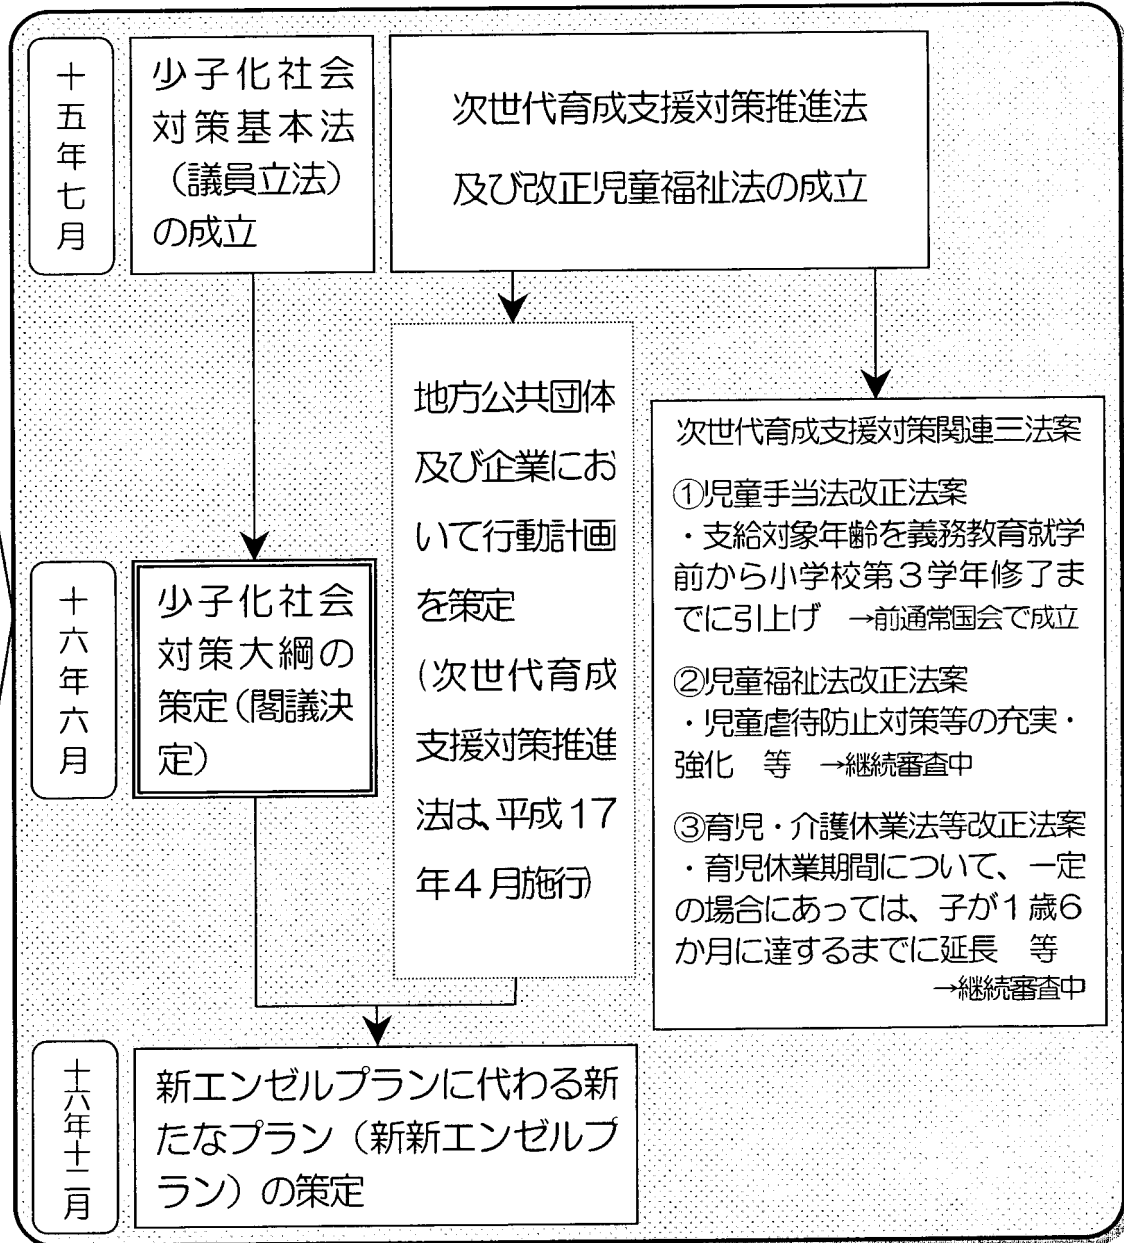 十五年七月
少子化社会
対策基本法
（議員立法）
の成立
次世代育成支援対策推進法
及び改正児童福祉法の成立
地方公共団体
及び企業にお
いて行動計画
を策定
(次世代育成
支援対策推進
法は、平成17
年４月施行)
次世代育成支援対策関連三法案
①児童手当法改正法案
・支給対象年齢を義務教育就学
前から小学校第３学年修了ま
でに引上げ　→前通常国会で成立
②児童福祉法改正法案
・児童虐待防止対策等の充実・
強化　等　→継続審査中
③育児・介護休業法等改正法案
・育児休業期間について、一定
の場合にあっては、子が１歳６
か月に達するまでに延長　等
→継続審査中
十六年六月
少子化社会
対策大綱の
策定(閣議決
定)
十六年十二月
新エンゼルプランに代わる新
たなプラン（新新エンゼルプ
ラン）の策定